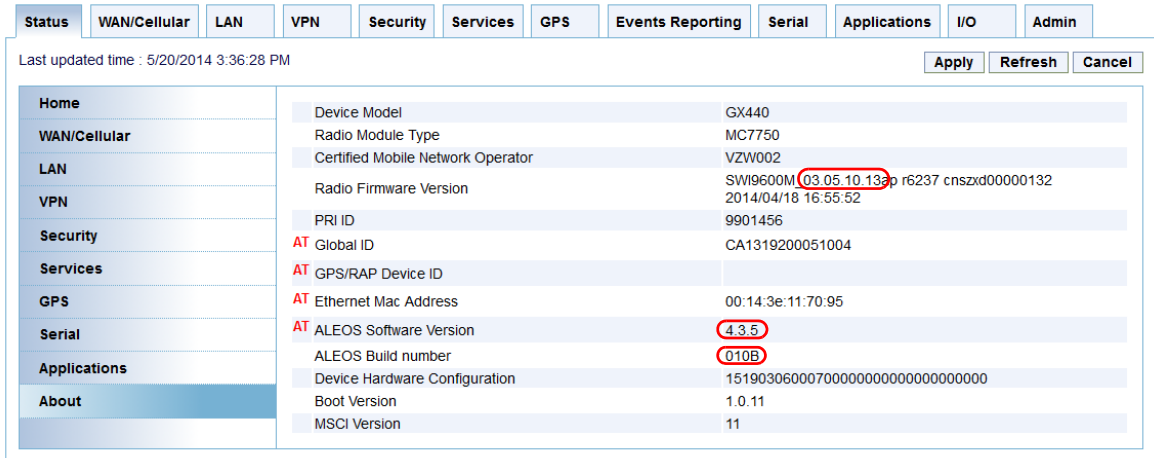 Status WAN/Cellular LAN VPN Security Services GPS Events Reporting Serial Applications I/O Admin
Last updated time : 5/20/2014 3:36:28 PM Apply Refresh Cancel
Home
WAN/Cellular
LAN
VPN
Security
Services
GPS
Serial
Applications
About
Device Model GX440
Radio Module Type MC7750
Certified Mobile Network Operator VZW002
Radio Firmware Version SWI9600M_03.05.10.13ap r6237 cnszxd00000132
2014/04/18 16:55:52
PRI ID 9901456
AT Global ID CA1319200051004
AT GPS/RAP Device ID
AT Ethernet Mac Address 00:14:3e:11:70:95
AT ALEOS Software Version 4.3.5
ALEOS Build number 010B
Device Hardware Configuration 15190306000700000000000000000000
Boot Version 1.0.11
MSCI Version 11